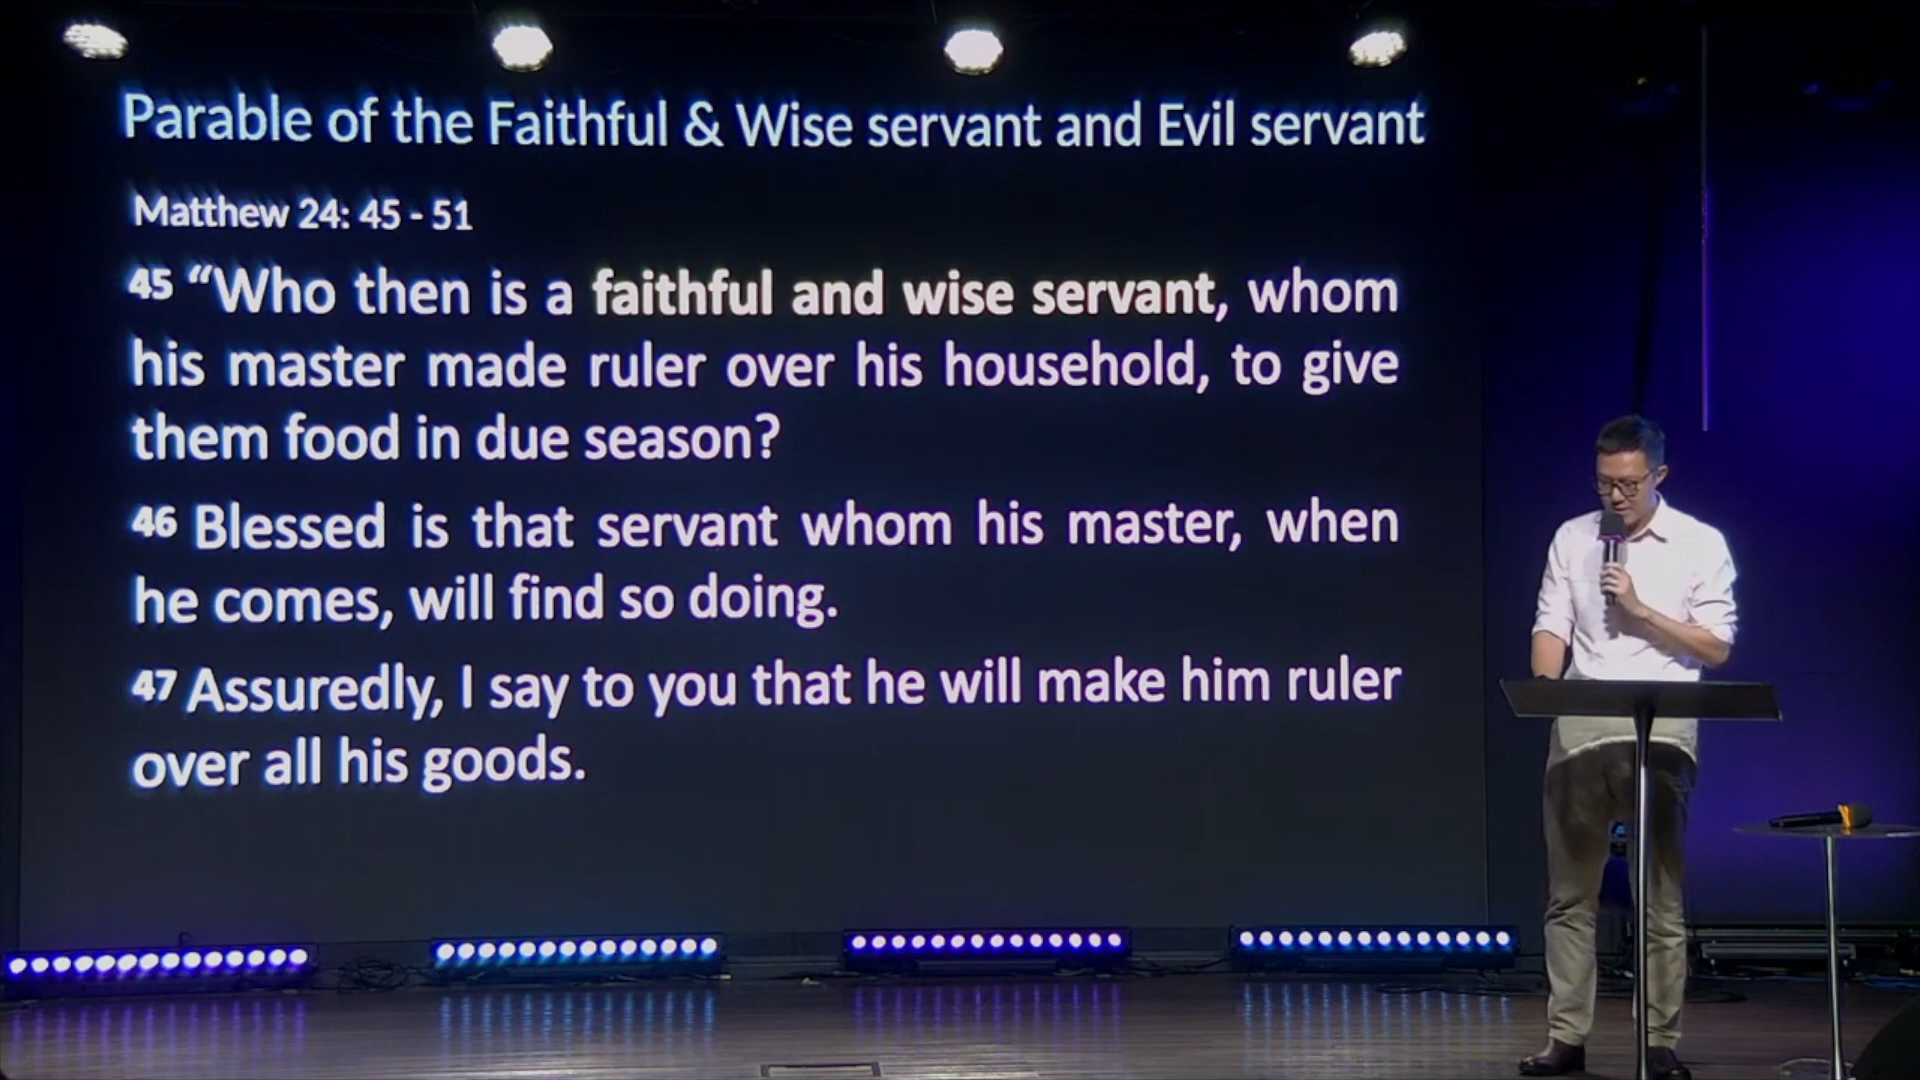 Parable of the Faithful & Wise servant and Evil servant
Matthew 24: 45 - 51
45 “Who then is a faithful and wise servant, whom
his master made ruler over his household, to give
them food in due season?
46 Blessed is that servant whom his master, when
he comes, will find so doing.
47 Assuredly, I say to you that he will make him ruler
over all his goods.